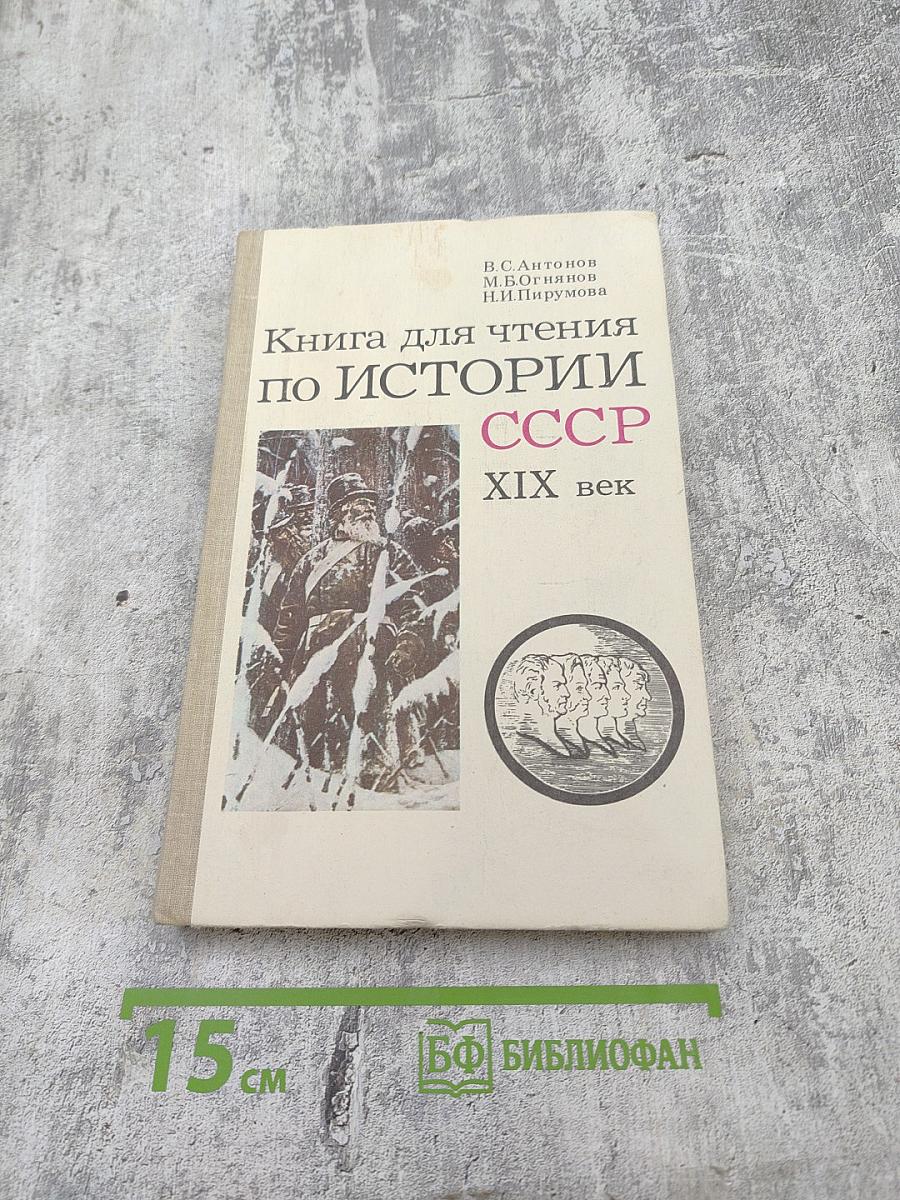 В.С.Антонов
М.Б.Огнянов
Н.И.Пирумова
Книга для чтения
по ИСТОРИИ
СССР
XIX век
15 см
БФ БИБЛИОФАН